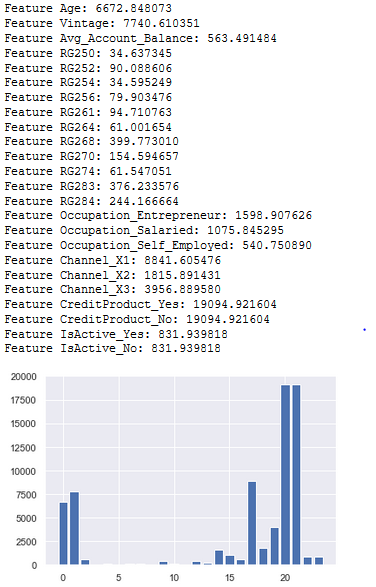 Feature Age: 6672.848073
Feature Vintage: 7740.610351
Feature Avg_Account_Balance: 563.491484
Feature RG250: 34.637345
Feature RG252: 90.088606
Feature RG254: 34.595249
Feature RG256: 79.903476
Feature RG261: 94.710763
Feature RG264: 61.001654
Feature RG268: 399.773010
Feature RG270: 154.594657
Feature RG274: 61.547051
Feature RG283: 376.233576
Feature RG284: 244.166664
Feature Occupation_Entrepreneur: 1598.907626
Feature Occupation_Salaried: 1075.845295
Feature Occupation_Self_Employed: 540.750890
Feature Channel_X1: 8841.605476
Feature Channel_X2: 1815.891431
Feature Channel_X3: 3956.889580
Feature CreditProduct_Yes: 19094.921604
Feature CreditProduct_No: 19094.921604
Feature IsActive_Yes: 831.939818
Feature IsActive_No: 831.939818
20000
17500
15000
12500
10000
7500
5000
2500
0
0 5 10 15 20